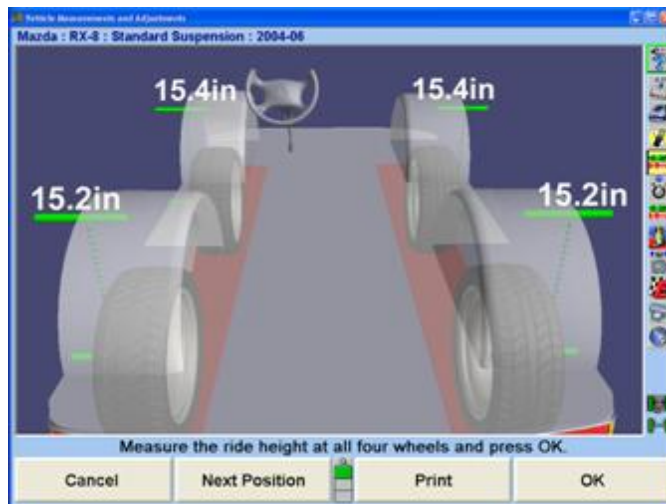 Vehicle Measurements and Adjustments
Mazda : RX-8 : Standard Suspension : 2004-06
15.4in
15.4in
15.2in
15.2in
Measure the ride height at all four wheels and press OK.
Cancel
Next Position
Print
OK